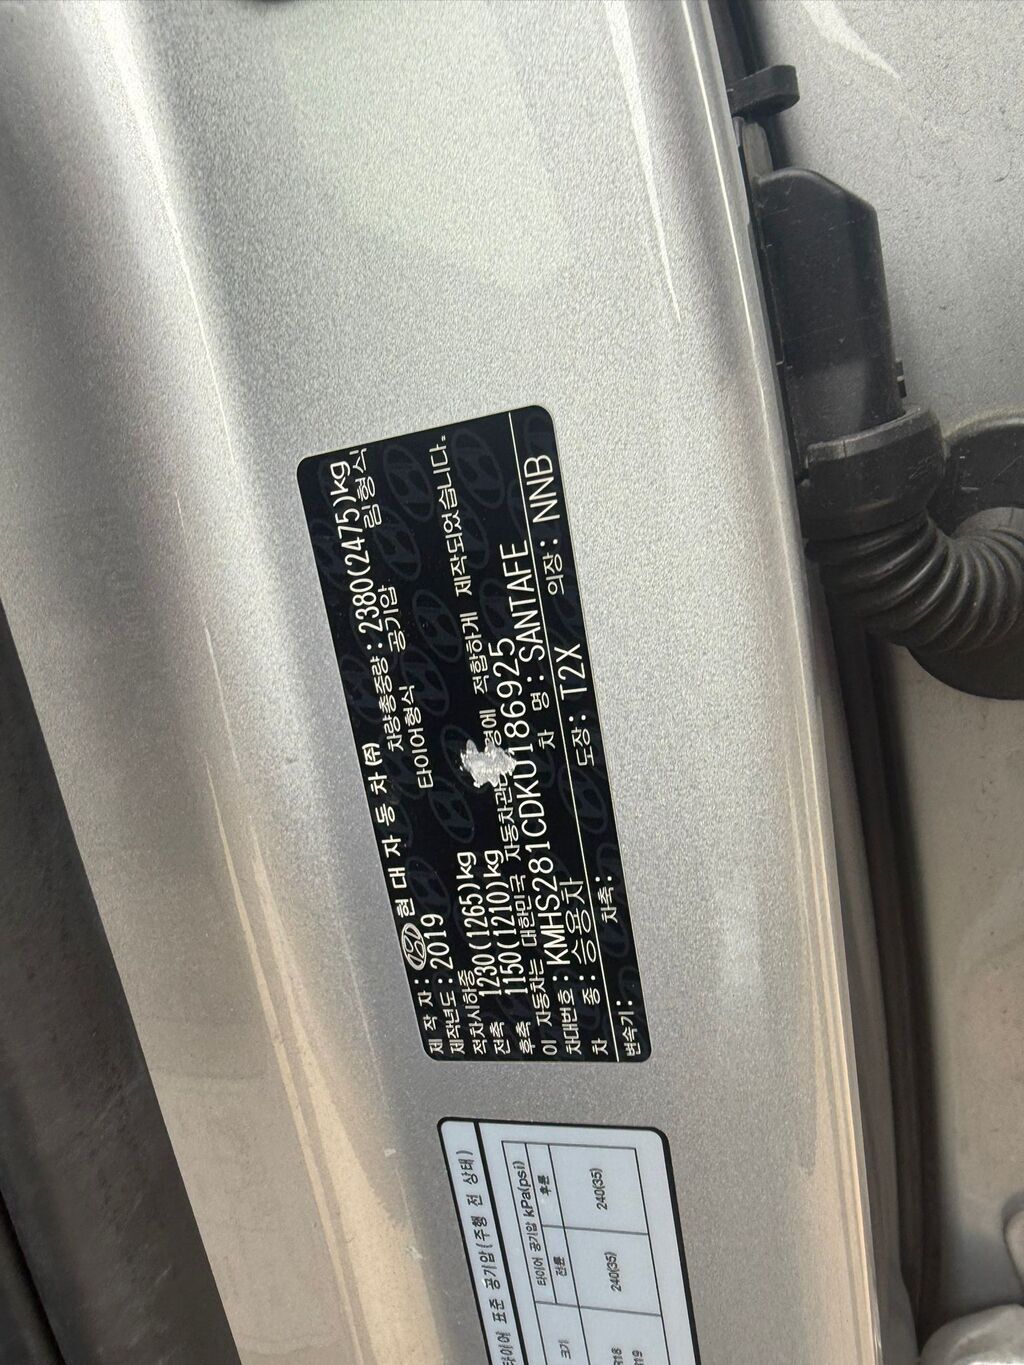 제 작 자 : 현 대 자 동 차 ㈜
제작년도 : 2019 차량총중량 : 2380(2475)kg
적차시하중 타이어형식 공기압 림형식
전축 1230(1265)kg
후축 1150(1210)kg
이 자동차는 대한민국 자동차관 에 적합하게 제작되었습니다.
차대번호 : KMHS281CDKU186925
차 종 : 승용차 차 명 : SANTAFE
변속기 : 차축 : 도장 : T2X 의장 : NNB
타이어 표준 공기압 (주행 전 상태)
크기 타이어 공기압 kPa(psi)
전륜 후륜
R18 240(35) 240(35)